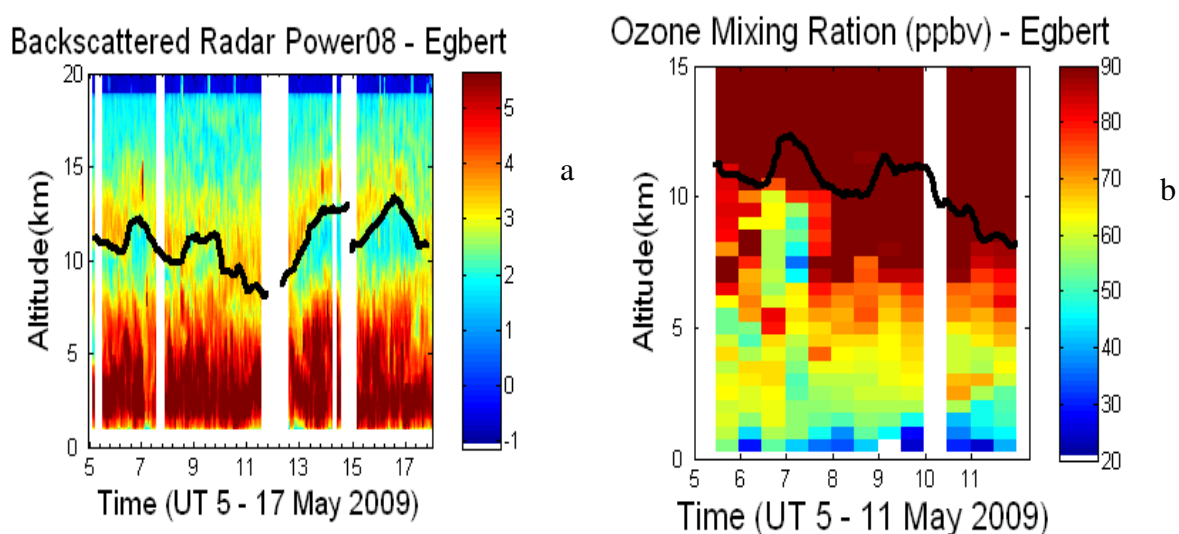 Backscattered Radar Power08 - Egbert
20
15
10
5
0
Altitude(km)
5 7 9 11 13 15 17
Time (UT 5 - 17 May 2009)
5
4
3
2
1
0
-1
a
Ozone Mixing Ration (ppbv) - Egbert
15
10
5
0
Altitude(km)
5 6 7 8 9 10 11
Time (UT 5 - 11 May 2009)
90
80
70
60
50
40
30
20
b